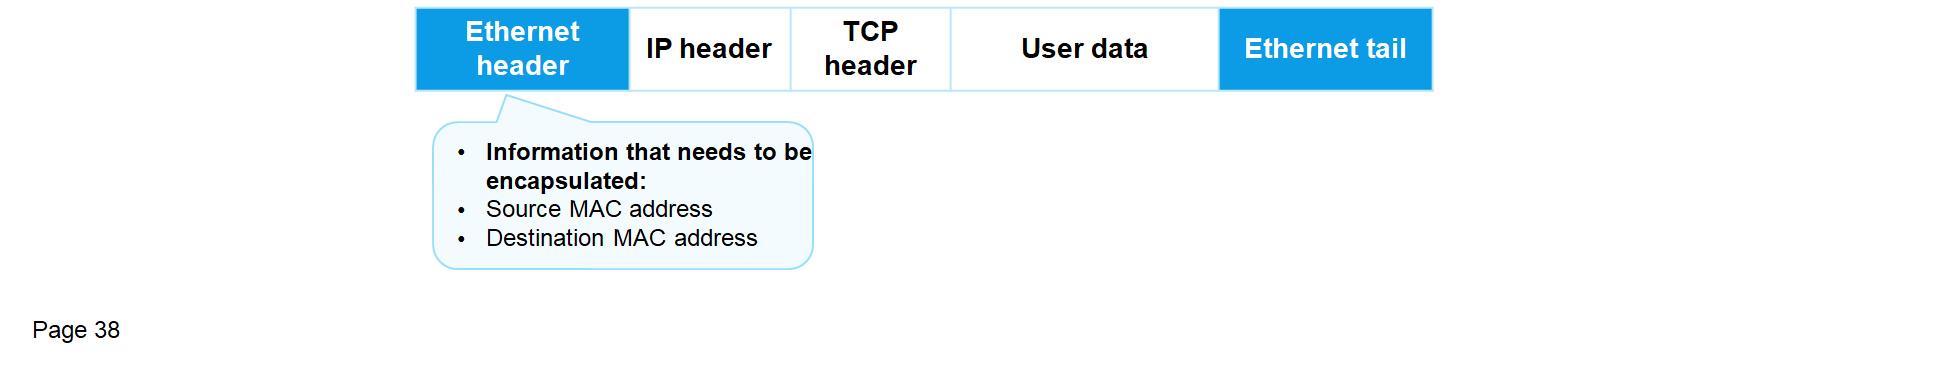 Ethernet
header
IP header
TCP
header
User data
Ethernet tail
• Information that needs to be
encapsulated:
• Source MAC address
• Destination MAC address
Page 38